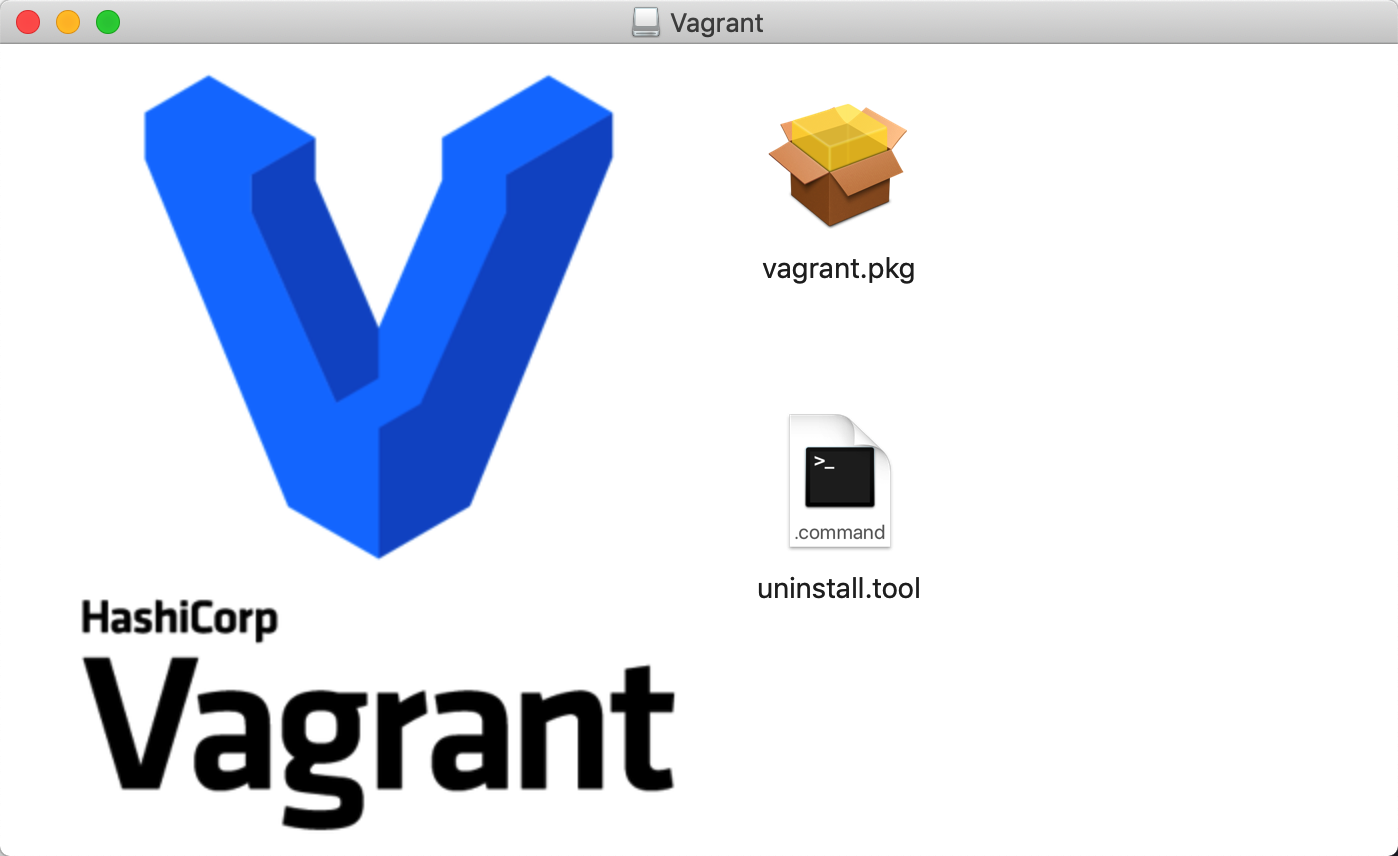 Vagrant
vagrant.pkg
>_
.command
uninstall.tool
HashiCorp
Vagrant